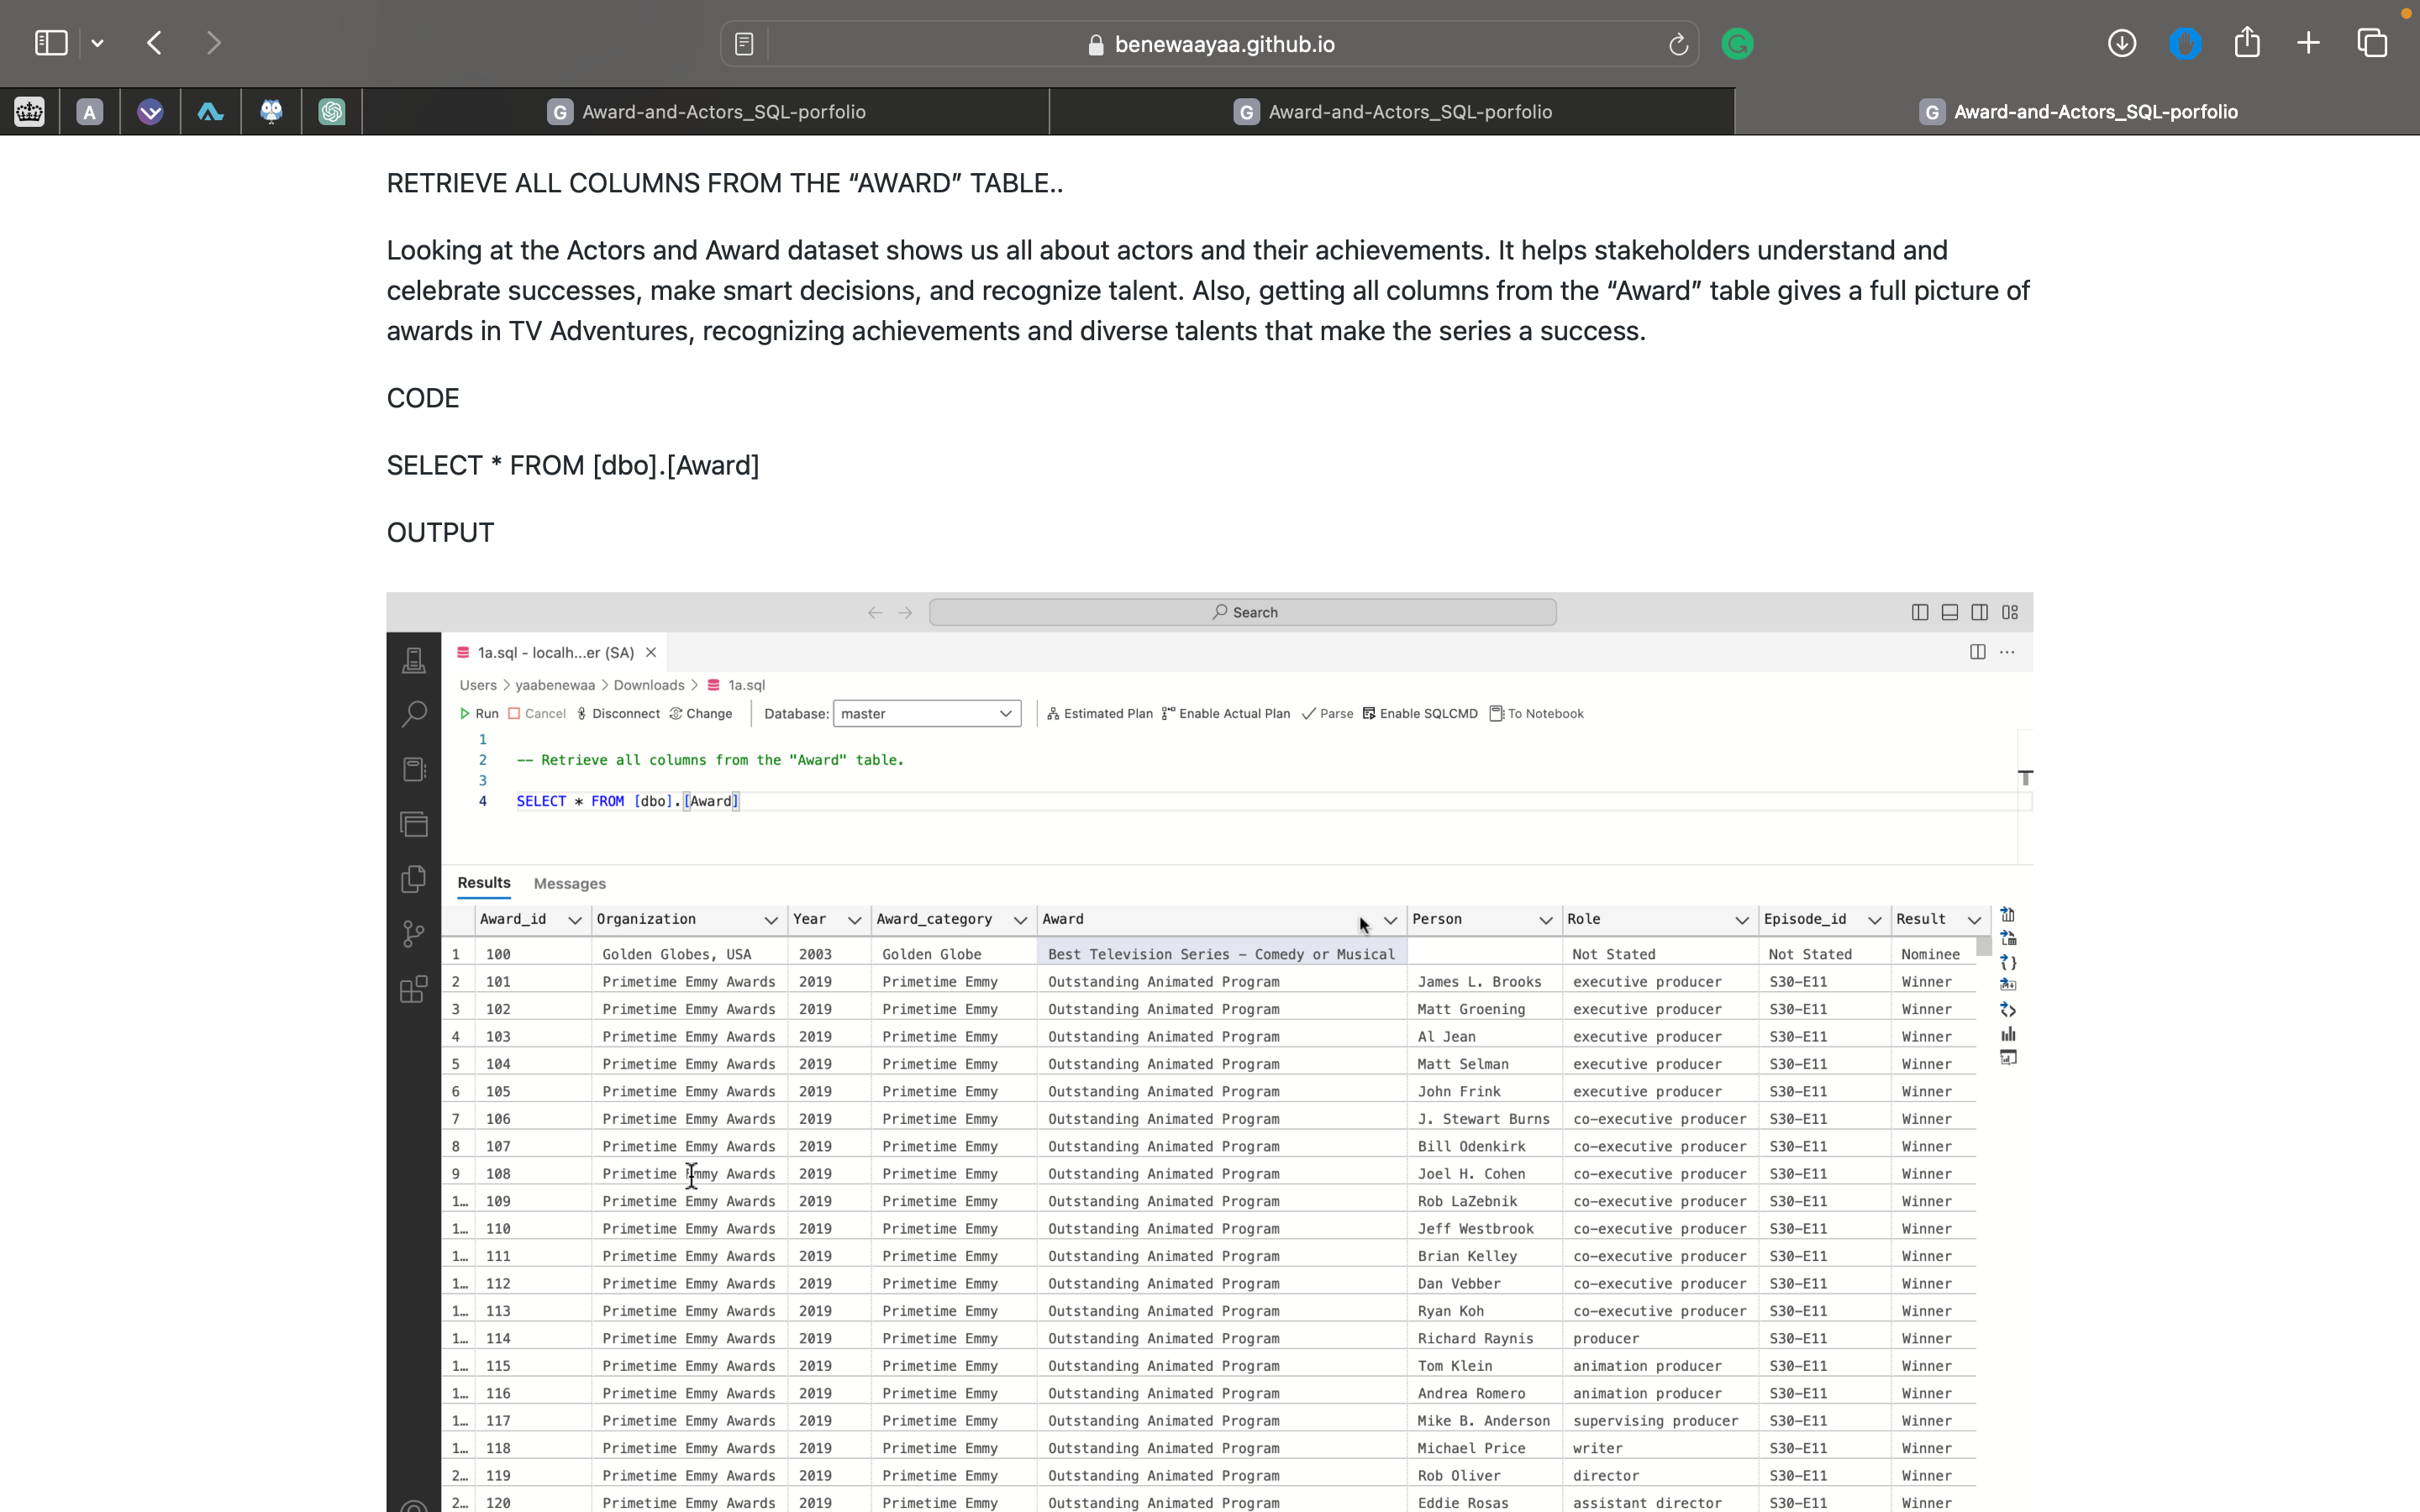 benewaayaa.github.io
A
G Award-and-Actors_SQL-porfolio
G Award-and-Actors_SQL-porfolio
G Award-and-Actors_SQL-porfolio
RETRIEVE ALL COLUMNS FROM THE “AWARD” TABLE..
Looking at the Actors and Award dataset shows us all about actors and their achievements. It helps stakeholders understand and
celebrate successes, make smart decisions, and recognize talent. Also, getting all columns from the “Award” table gives a full picture of
awards in TV Adventures, recognizing achievements and diverse talents that make the series a success.
CODE
SELECT * FROM [dbo].[Award]
OUTPUT
Search
1a.sql - localh...er (SA)
Users > yaabenewaa > Downloads > 1a.sql
Run Cancel Disconnect Change Database: master Estimated Plan Enable Actual Plan Parse Enable SQLCMD To Notebook
1
2 -- Retrieve all columns from the "Award" table.
3
4 SELECT * FROM [dbo].[Award]
Results Messages
Award_id Organization Year Award_category Award Person Role Episode_id Result
1 100 Golden Globes, USA 2003 Golden Globe Best Television Series - Comedy or Musical Not Stated Not Stated Nominee
2 101 Primetime Emmy Awards 2019 Primetime Emmy Outstanding Animated Program James L. Brooks executive producer S30-E11 Winner
3 102 Primetime Emmy Awards 2019 Primetime Emmy Outstanding Animated Program Matt Groening executive producer S30-E11 Winner
4 103 Primetime Emmy Awards 2019 Primetime Emmy Outstanding Animated Program Al Jean executive producer S30-E11 Winner
5 104 Primetime Emmy Awards 2019 Primetime Emmy Outstanding Animated Program Matt Selman executive producer S30-E11 Winner
6 105 Primetime Emmy Awards 2019 Primetime Emmy Outstanding Animated Program John Frink executive producer S30-E11 Winner
7 106 Primetime Emmy Awards 2019 Primetime Emmy Outstanding Animated Program J. Stewart Burns co-executive producer S30-E11 Winner
8 107 Primetime Emmy Awards 2019 Primetime Emmy Outstanding Animated Program Bill Odenkirk co-executive producer S30-E11 Winner
9 108 Primetime Emmy Awards 2019 Primetime Emmy Outstanding Animated Program Joel H. Cohen co-executive producer S30-E11 Winner
1… 109 Primetime Emmy Awards 2019 Primetime Emmy Outstanding Animated Program Rob LaZebnik co-executive producer S30-E11 Winner
1… 110 Primetime Emmy Awards 2019 Primetime Emmy Outstanding Animated Program Jeff Westbrook co-executive producer S30-E11 Winner
1… 111 Primetime Emmy Awards 2019 Primetime Emmy Outstanding Animated Program Brian Kelley co-executive producer S30-E11 Winner
1… 112 Primetime Emmy Awards 2019 Primetime Emmy Outstanding Animated Program Dan Vebber co-executive producer S30-E11 Winner
1… 113 Primetime Emmy Awards 2019 Primetime Emmy Outstanding Animated Program Ryan Koh co-executive producer S30-E11 Winner
1… 114 Primetime Emmy Awards 2019 Primetime Emmy Outstanding Animated Program Richard Raynis producer S30-E11 Winner
1… 115 Primetime Emmy Awards 2019 Primetime Emmy Outstanding Animated Program Tom Klein animation producer S30-E11 Winner
1… 116 Primetime Emmy Awards 2019 Primetime Emmy Outstanding Animated Program Andrea Romero animation producer S30-E11 Winner
1… 117 Primetime Emmy Awards 2019 Primetime Emmy Outstanding Animated Program Mike B. Anderson supervising producer S30-E11 Winner
1… 118 Primetime Emmy Awards 2019 Primetime Emmy Outstanding Animated Program Michael Price writer S30-E11 Winner
2… 119 Primetime Emmy Awards 2019 Primetime Emmy Outstanding Animated Program Rob Oliver director S30-E11 Winner
2… 120 Primetime Emmy Awards 2019 Primetime Emmy Outstanding Animated Program Eddie Rosas assistant director S30-E11 Winner